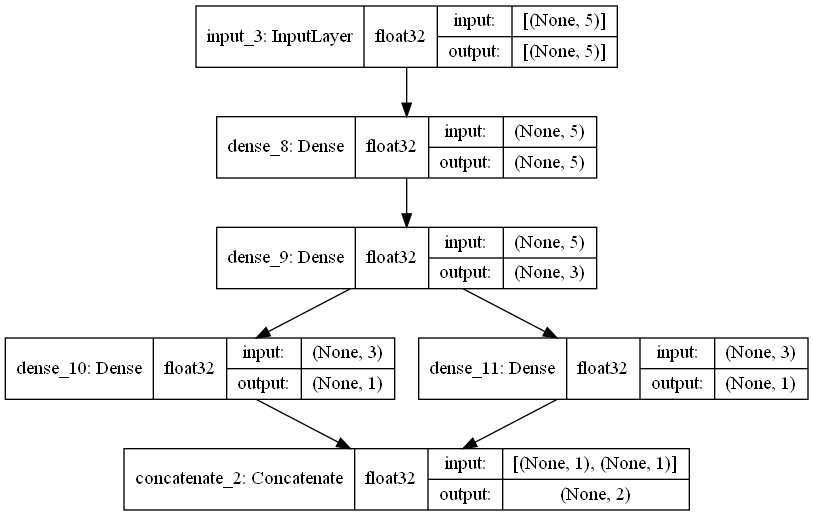 input_3: InputLayer float32 input: [(None, 5)]
output: [(None, 5)]
dense_8: Dense float32 input: (None, 5)
output: (None, 5)
dense_9: Dense float32 input: (None, 5)
output: (None, 3)
dense_10: Dense float32 input: (None, 3)
output: (None, 1)
dense_11: Dense float32 input: (None, 3)
output: (None, 1)
concatenate_2: Concatenate float32 input: [(None, 1), (None, 1)]
output: (None, 2)